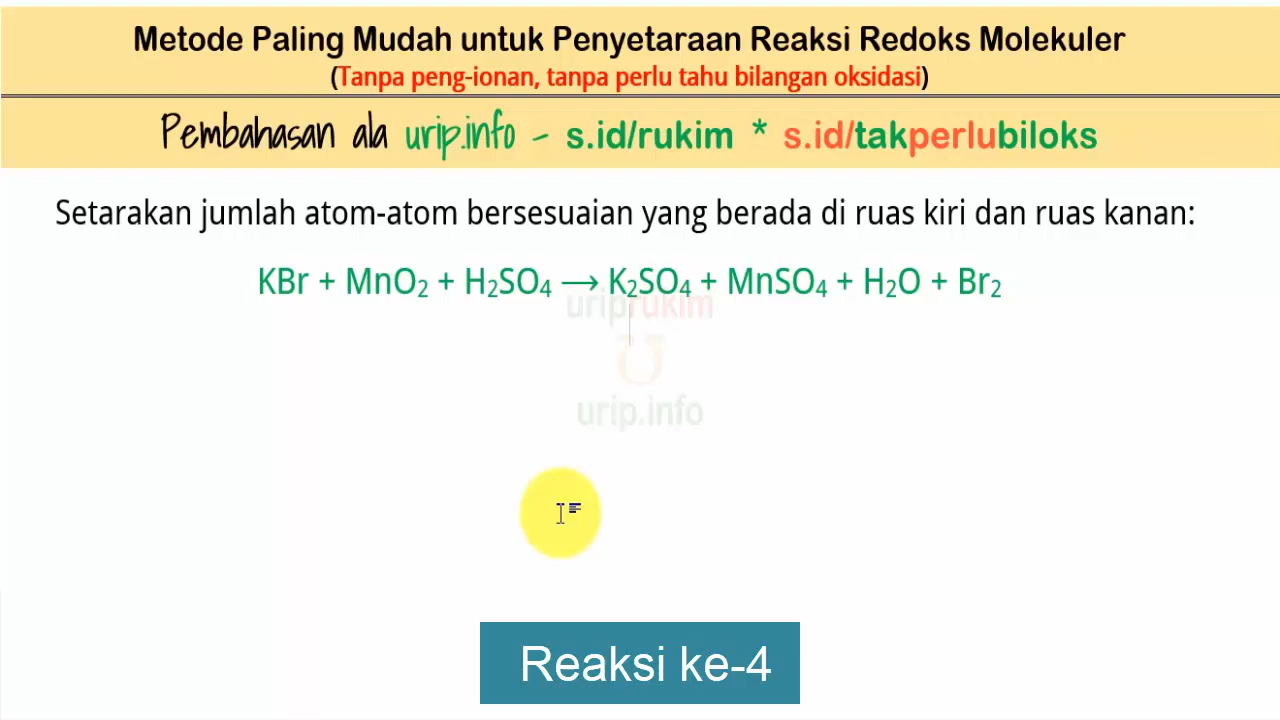 Metode Paling Mudah untuk Penyetaraan Reaksi Redoks Molekuler
(Tanpa peng-ionan, tanpa perlu tahu bilangan oksidasi)
Pembahasan ala urip.info - s.id/rukim * s.id/takperlubiloks
Setarakan jumlah atom-atom bersesuaian yang berada di ruas kiri dan ruas kanan:
KBr + MnO₂ + H₂SO₄ ⟶ K₂SO₄ + MnSO₄ + H₂O + Br₂
uriprukim
urip.info
Reaksi ke-4